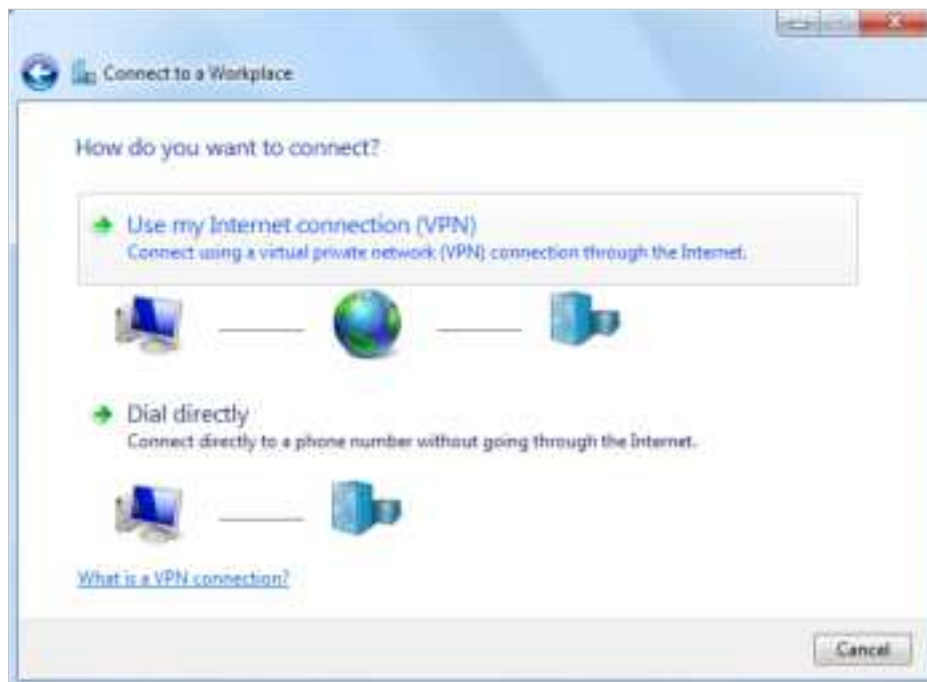 Connect to a Workplace
How do you want to connect?
Use my Internet connection (VPN)
Connect using a virtual private network (VPN) connection through the Internet.
Dial directly
Connect directly to a phone number without going through the Internet.
What is a VPN connection?
Cancel